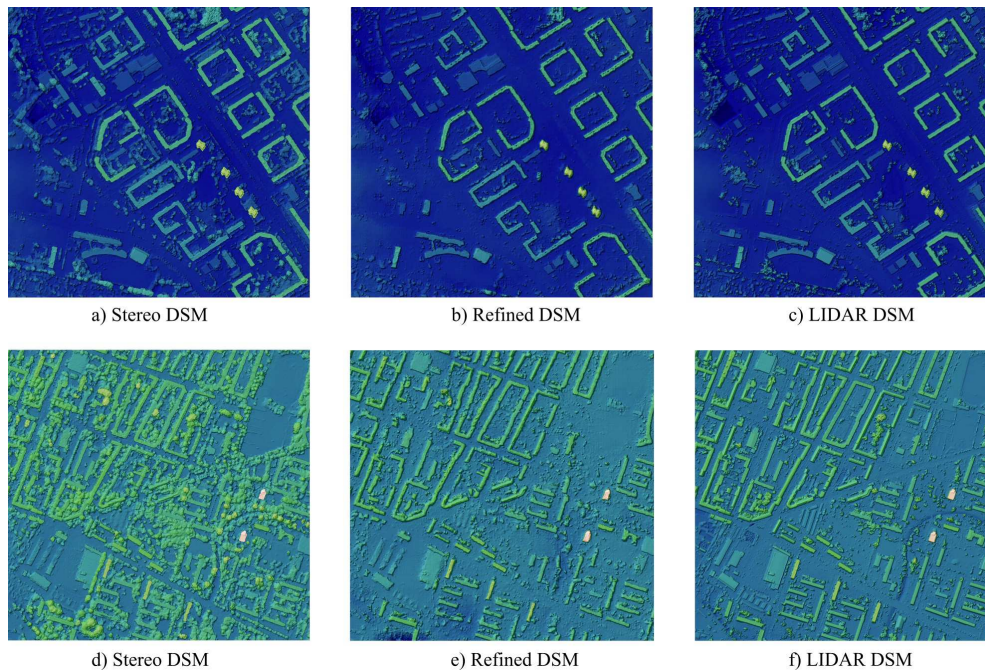 a) Stereo DSM
b) Refined DSM
c) LIDAR DSM
d) Stereo DSM
e) Refined DSM
f) LIDAR DSM